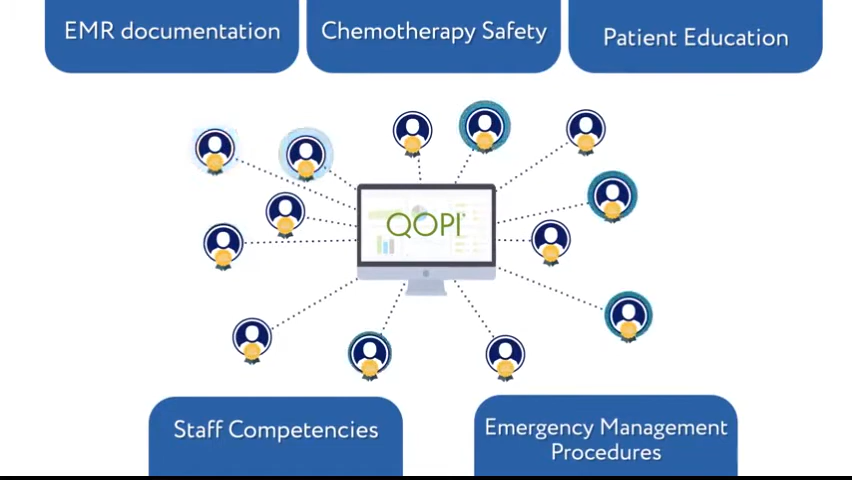 EMR documentation
Chemotherapy Safety
Patient Education
QOPI®
Staff Competencies
Emergency Management
Procedures